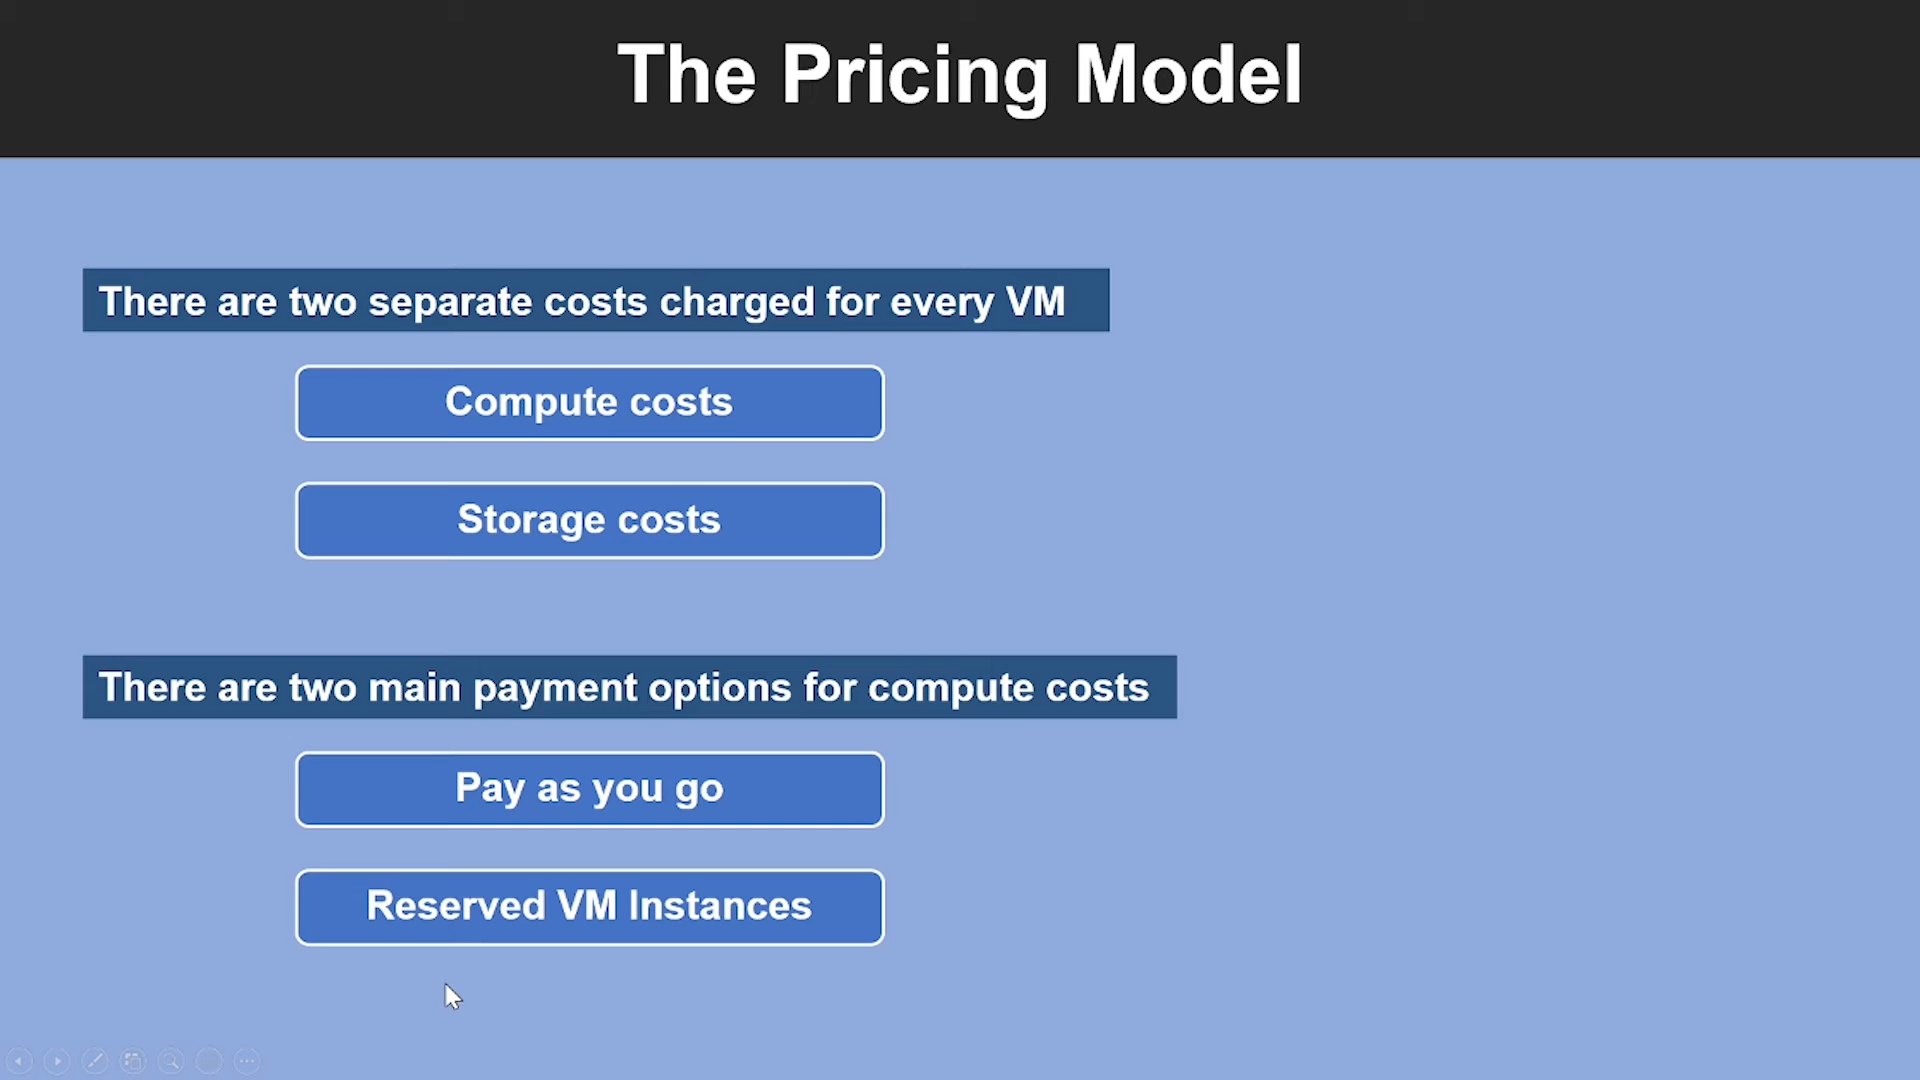 The Pricing Model
There are two separate costs charged for every VM
Compute costs
Storage costs
There are two main payment options for compute costs
Pay as you go
Reserved VM Instances